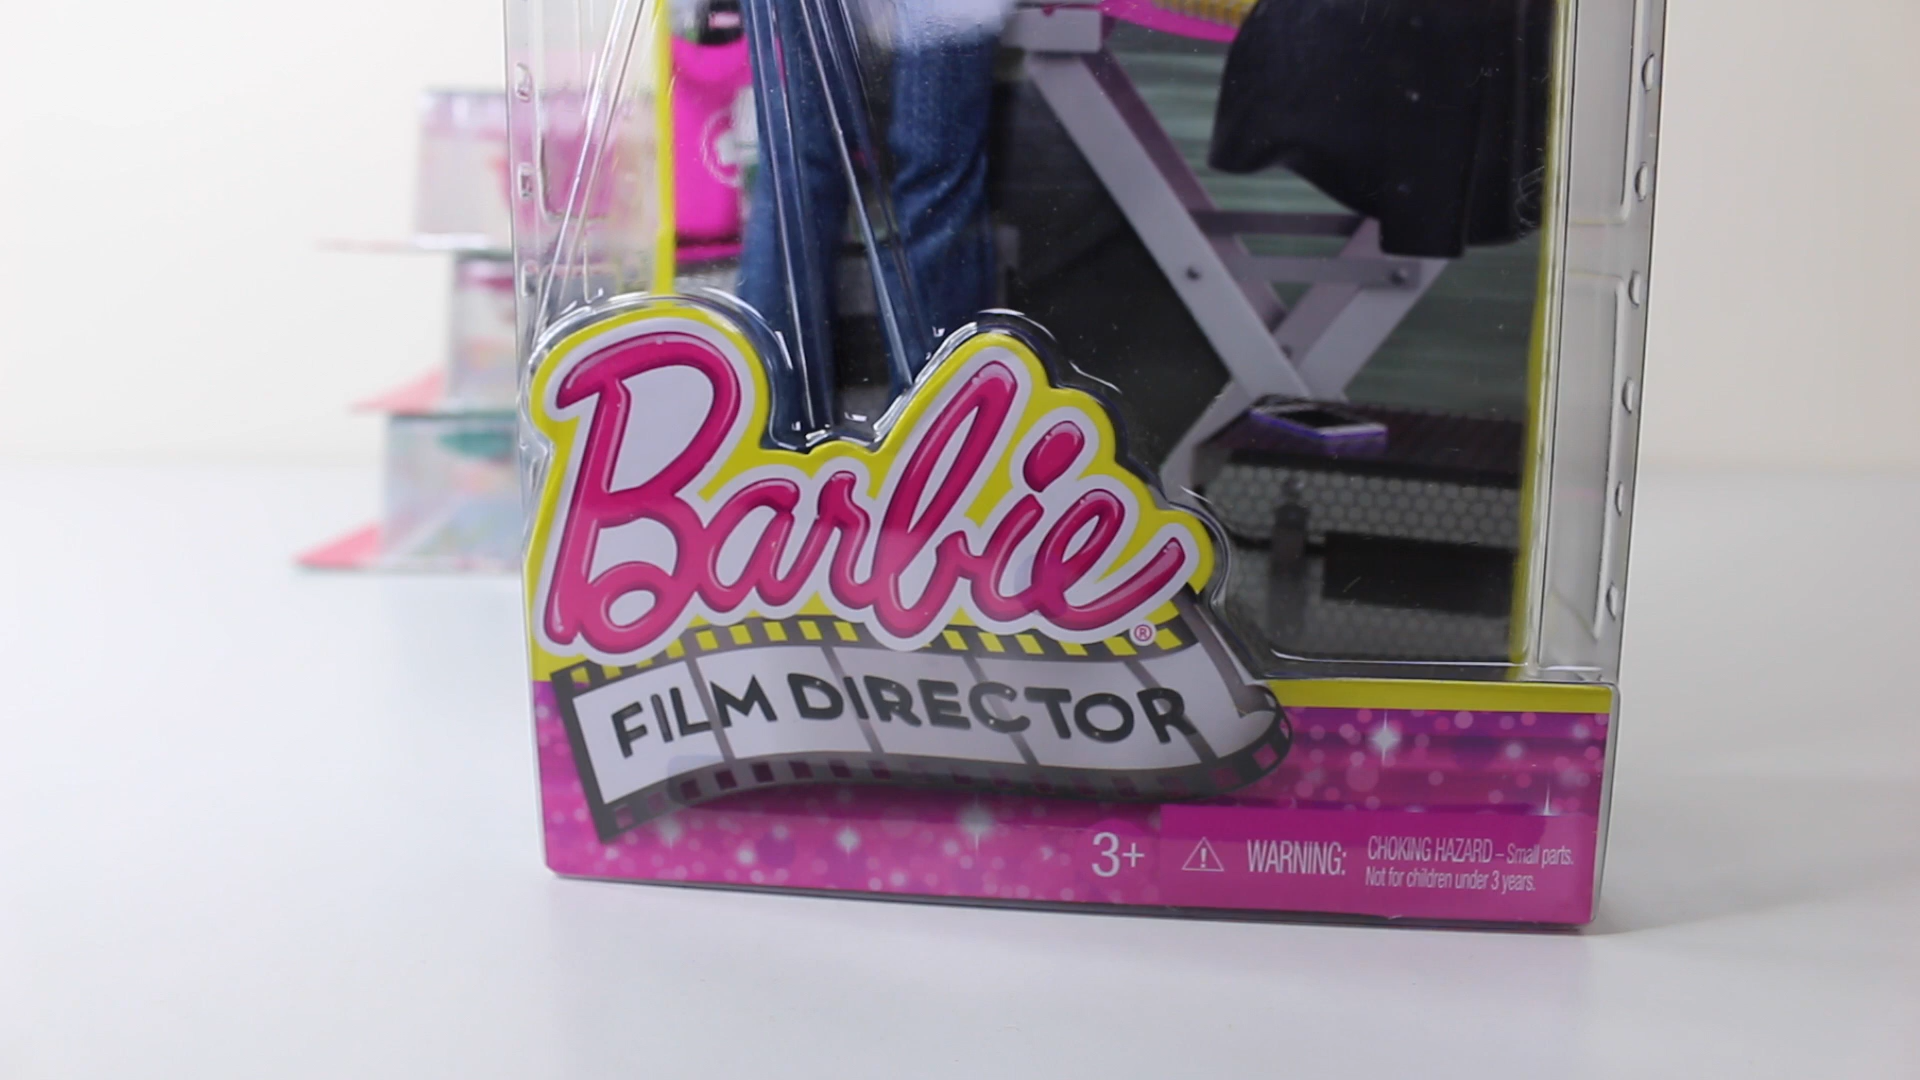 Barbie®
FILM DIRECTOR
3+ WARNING: CHOKING HAZARD – Small parts.
Not for children under 3 years.